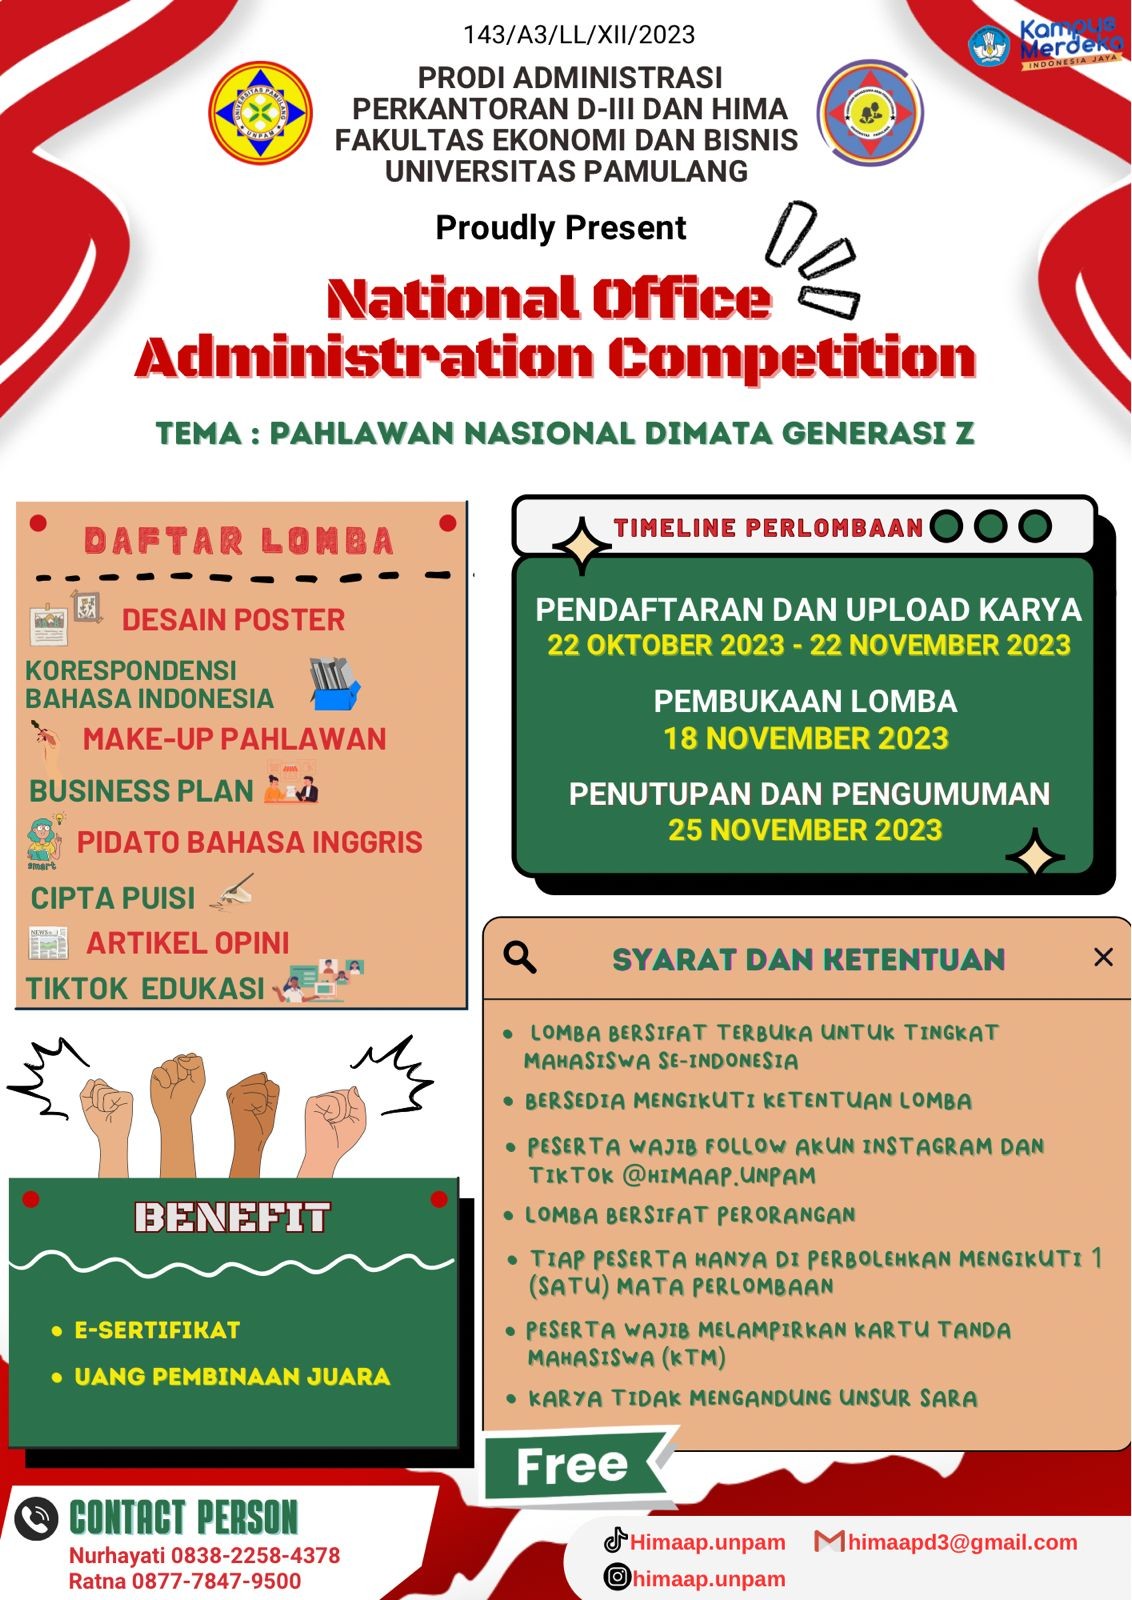 143/A3/LL/XII/2023
Kampus
Merdeka
INDONESIA JAYA
UNIVERSITAS PAMULANG
UNPAM
PRODI ADMINISTRASI
PERKANTORAN D-III DAN HIMA
FAKULTAS EKONOMI DAN BISNIS
UNIVERSITAS PAMULANG
Proudly Present
National Office
Administration Competition
TEMA : PAHLAWAN NASIONAL DIMATA GENERASI Z
DAFTAR LOMBA
DESAIN POSTER
KORESPONDENSI
BAHASA INDONESIA
MAKE-UP PAHLAWAN
BUSINESS PLAN
smart
PIDATO BAHASA INGGRIS
CIPTA PUISI
NEWS
ARTIKEL OPINI
TIKTOK EDUKASI
TIMELINE PERLOMBAAN
PENDAFTARAN DAN UPLOAD KARYA
22 OKTOBER 2023 - 22 NOVEMBER 2023
PEMBUKAAN LOMBA
18 NOVEMBER 2023
PENUTUPAN DAN PENGUMUMAN
25 NOVEMBER 2023
SYARAT DAN KETENTUAN
• LOMBA BERSIFAT TERBUKA UNTUK TINGKAT
MAHASISWA SE-INDONESIA
• BERSEDIA MENGIKUTI KETENTUAN LOMBA
• PESERTA WAJIB FOLLOW AKUN INSTAGRAM DAN
TIKTOK @HIMAAP.UNPAM
• LOMBA BERSIFAT PERORANGAN
• TIAP PESERTA HANYA DI PERBOLEHKAN MENGIKUTI 1
(SATU) MATA PERLOMBAAN
• PESERTA WAJIB MELAMPIRKAN KARTU TANDA
MAHASISWA (KTM)
• KARYA TIDAK MENGANDUNG UNSUR SARA
Free
BENEFIT
• E-SERTIFIKAT
• UANG PEMBINAAN JUARA
CONTACT PERSON
Nurhayati 0838-2258-4378
Ratna 0877-7847-9500
Himaap.unpam
himaapd3@gmail.com
himaap.unpam